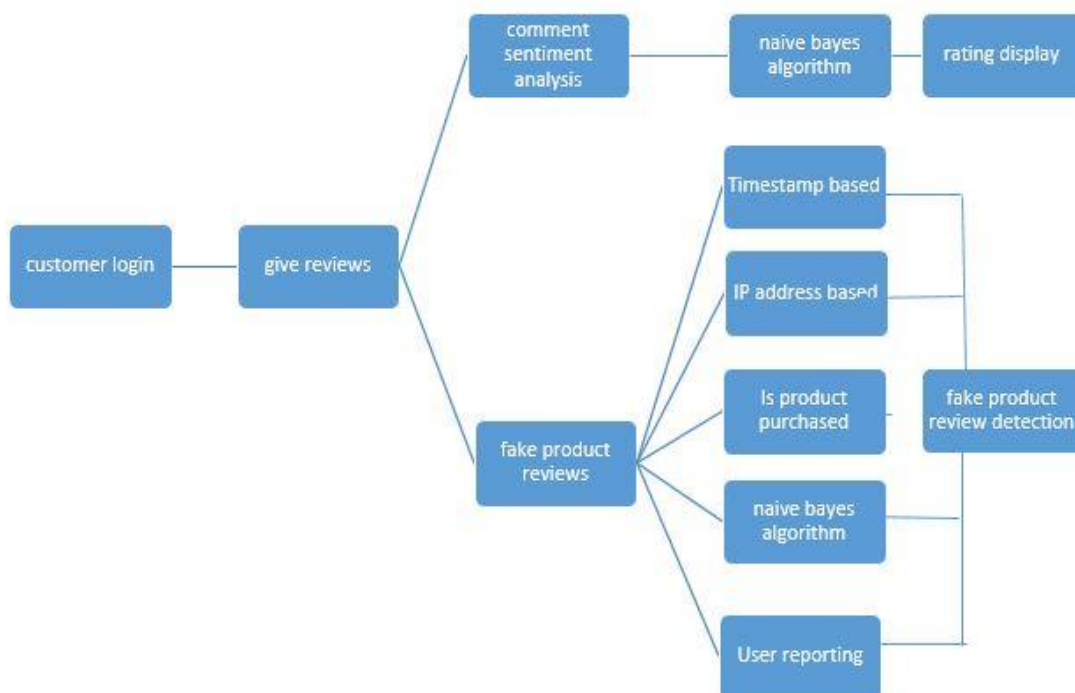 comment
sentiment
analysis
naive bayes
algorithm
rating display
Timestamp based
customer login
give reviews
IP address based
Is product
purchased
fake product
review detection
fake product
reviews
naive bayes
algorithm
User reporting